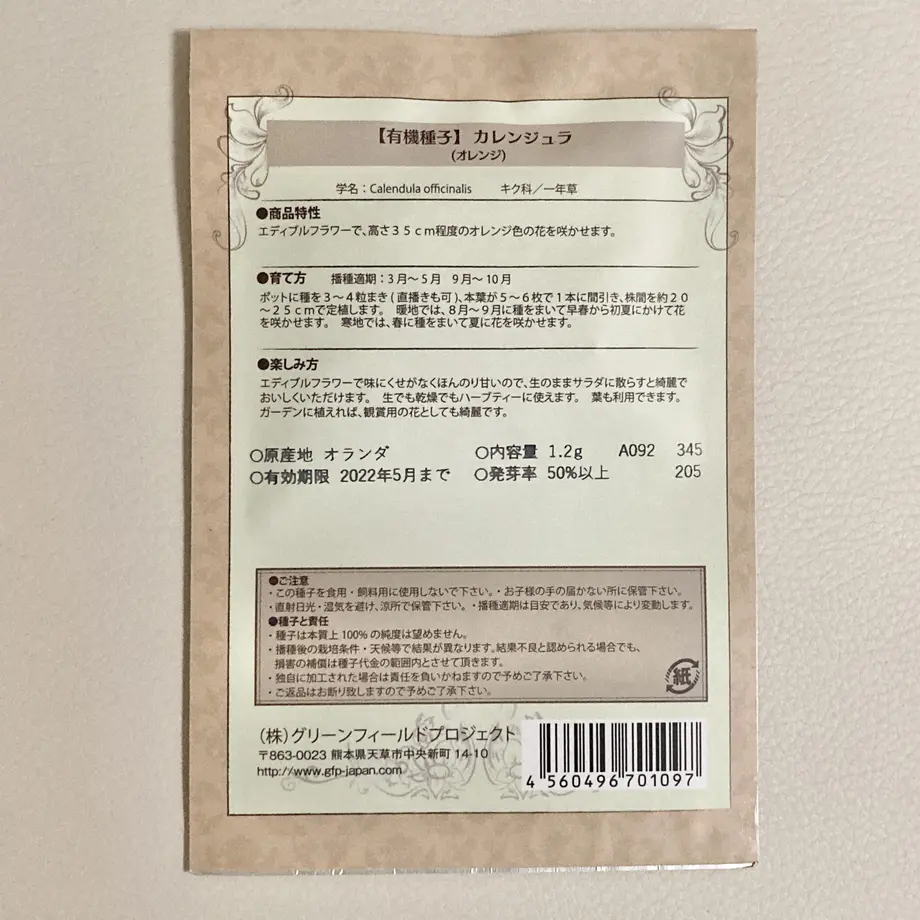 【有機種子】 カレンジュラ
(オレンジ)
学名：Calendula officinalis　キク科／一年草
●商品特性
エディブルフラワーで、高さ３５ｃｍ程度のオレンジ色の花を咲かせます。
●育て方　播種適期：３月～５月　９月～１０月
ポットに種を３～４粒まき(直播きも可)、本葉が５～６枚で１本に間引き、株間を約２０
～２５ｃｍで定植します。　暖地では、８月～９月に種をまいて早春から初夏にかけて花
を咲かせます。　寒地では、春に種をまいて夏に花を咲かせます。
●楽しみ方
エディブルフラワーで味にくせがなくほんのり甘いので、生のままサラダに散らすと綺麗で
おいしくいただけます。　生でも乾燥でもハーブティーに使えます。　葉も利用できます。
ガーデンに植えれば、観賞用の花としても綺麗です。
○原産地 オランダ　○内容量 1.2g　A092　345
○有効期限 2022年5月まで　○発芽率 50%以上　205
●ご注意
・この種子を食用・飼料用に使用しないで下さい。・お子様の手の届かない所に保管下さい。
・直射日光・湿気を避け、涼所で保管下さい。・播種適期は目安であり、気候等により変動します。
●種子と責任
・種子は本質上 100% の純度は望めません。
・播種後の栽培条件・天候等で結果が異なります。結果不良と認められる場合でも、
損害の補償は種子代金の範囲内とさせて頂きます。
・独自に加工された場合は責任を負いかねますので予めご了承下さい。
・ご返品はお断り致しますので予めご了承下さい。
紙
（株）グリーンフィールドプロジェクト
〒863-0023 熊本県天草市中央新町 14-10
http://www.gfp-japan.com
4 560496 701097